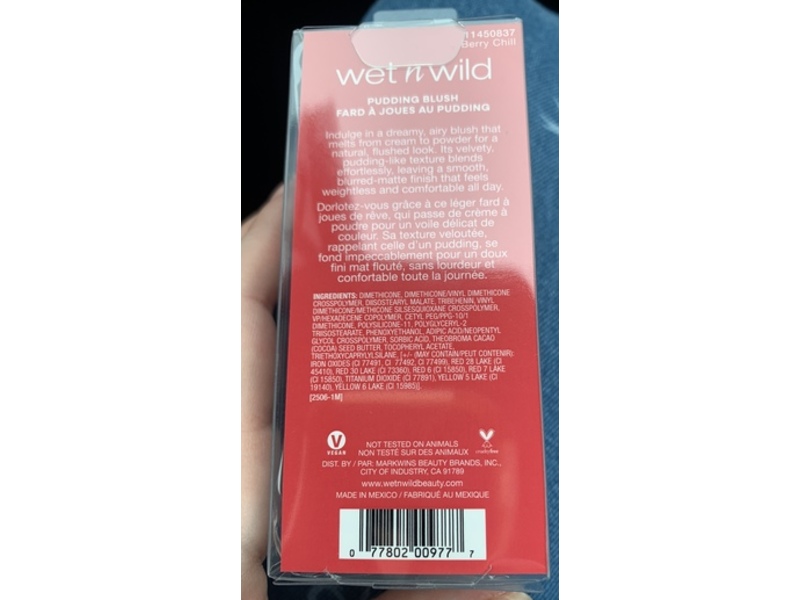 11450837
Berry Chill
wet n wild
PUDDING BLUSH
FARD À JOUES AU PUDDING
Indulge in a dreamy, airy blush that
melts from cream to powder for a
natural, flushed look. Its velvety,
pudding-like texture blends
effortlessly, leaving a smooth,
blurred-matte finish that feels
weightless and comfortable all day.
Dorlotez-vous grâce à ce léger fard à
joues de rêve, qui passe de crème à
poudre pour un voile délicat de
couleur. Sa texture veloutée,
rappelant celle d'un pudding, se
fond impeccablement pour un doux
fini mat flouté, sans lourdeur et
confortable toute la journée.
INGREDIENTS: DIMETHICONE, DIMETHICONE/VINYL DIMETHICONE
CROSSPOLYMER, DIISOSTEARYL MALATE, TRIBEHENIN, VINYL
DIMETHICONE/METHICONE SILSESQUIOXANE CROSSPOLYMER,
VP/HEXADECENE COPOLYMER, CETYL PEG/PPG-10/1
DIMETHICONE, POLYSILICONE-11, POLYGLYCERYL-2
TRIISOSTEARATE, PHENOXYETHANOL, ADIPIC ACID/NEOPENTYL
GLYCOL CROSSPOLYMER, SORBIC ACID, THEOBROMA CACAO
(COCOA) SEED BUTTER, TOCOPHERYL ACETATE,
TRIETHOXYCAPRYLYLSILANE, [+/- (MAY CONTAIN/PEUT CONTENIR):
IRON OXIDES (CI 77491, CI 77492, CI 77499), RED 28 LAKE (CI
45410), RED 30 LAKE (CI 73360), RED 6 (CI 15850), RED 7 LAKE
(CI 15850), TITANIUM DIOXIDE (CI 77891), YELLOW 5 LAKE (CI
19140), YELLOW 6 LAKE (CI 15985)].
[2506-1M]
V
VEGAN
NOT TESTED ON ANIMALS
NON TESTÉ SUR DES ANIMAUX
crueltyfree
DIST. BY / PAR: MARKWINS BEAUTY BRANDS, INC.,
CITY OF INDUSTRY, CA 91789
www.wetnwildbeauty.com
MADE IN MEXICO / FABRIQUÉ AU MEXIQUE
0 77802 00977 7